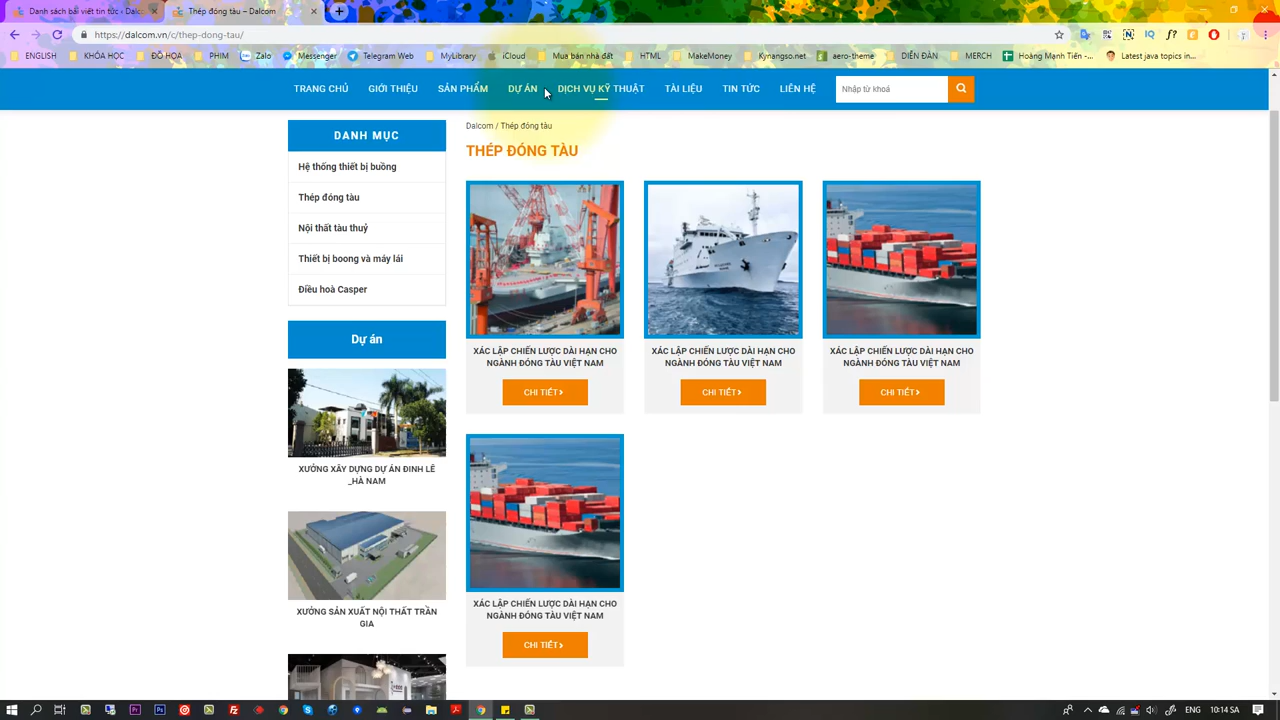 Danh sách bài viết tin tức · Dalc
Thép đóng tàu – Dalcom
https://dalcom.vn/c/thep-dong-tau/
ENGLISH KHÓA HỌC ĐỒ HỌA PHIM Zalo Messenger Telegram Web MyLibrary iCloud Mua bán nhà đất HTML MakeMoney Kyrangso.net aero-theme DIỄN ĐÀN MERCH Hoàng Mạnh Tiến -... Latest java topics in...
TRANG CHỦ GIỚI THIỆU SẢN PHẨM DỰ ÁN DỊCH VỤ KỸ THUẬT TÀI LIỆU TIN TỨC LIÊN HỆ Nhập từ khoá
DANH MỤC
Hệ thống thiết bị buồng
Thép đóng tàu
Nội thất tàu thuỷ
Thiết bị boong và máy lái
Điều hoà Casper
Dự án
XƯỞNG XÂY DỰNG DỰ ÁN ĐINH LÊ
_HÀ NAM
XƯỞNG SẢN XUẤT NỘI THẤT TRẦN
GIA
Dalcom / Thép đóng tàu
THÉP ĐÓNG TÀU
XÁC LẬP CHIẾN LƯỢC DÀI HẠN CHO
NGÀNH ĐÓNG TÀU VIỆT NAM
CHI TIẾT
XÁC LẬP CHIẾN LƯỢC DÀI HẠN CHO
NGÀNH ĐÓNG TÀU VIỆT NAM
CHI TIẾT
XÁC LẬP CHIẾN LƯỢC DÀI HẠN CHO
NGÀNH ĐÓNG TÀU VIỆT NAM
CHI TIẾT
XÁC LẬP CHIẾN LƯỢC DÀI HẠN CHO
NGÀNH ĐÓNG TÀU VIỆT NAM
CHI TIẾT
10:14 SA